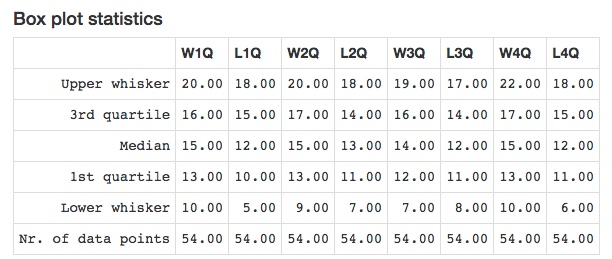 Box plot statistics
W1Q L1Q W2Q L2Q W3Q L3Q W4Q L4Q
Upper whisker 20.00 18.00 20.00 18.00 19.00 17.00 22.00 18.00
3rd quartile 16.00 15.00 17.00 14.00 16.00 14.00 17.00 15.00
Median 15.00 12.00 15.00 13.00 14.00 12.00 15.00 12.00
1st quartile 13.00 10.00 13.00 11.00 12.00 11.00 13.00 11.00
Lower whisker 10.00 5.00 9.00 7.00 7.00 8.00 10.00 6.00
Nr. of data points 54.00 54.00 54.00 54.00 54.00 54.00 54.00 54.00